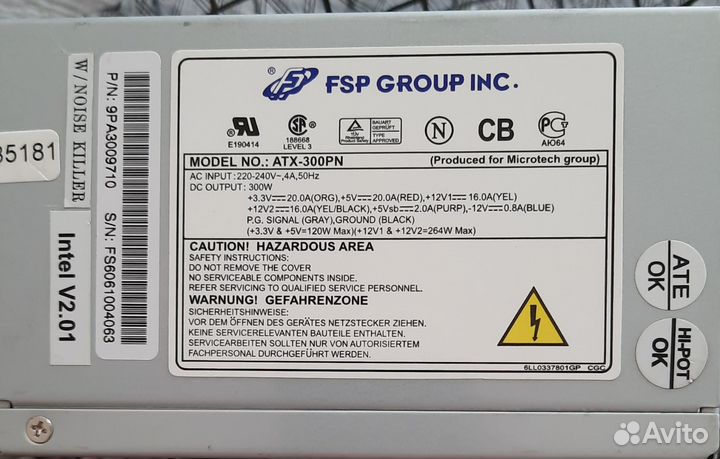 FSP GROUP INC.
E190414
188668
LEVEL 3
BAUART
GEPRÜFT
TYPE
APPROVED
N
CB
PC
АЮ64
MODEL NO.: ATX-300PN (Produced for Microtech group)
AC INPUT: 220-240V~,4A,50Hz
DC OUTPUT: 300W
+3.3V⎓20.0A(ORG),+5V⎓20.0A(RED),+12V1⎓16.0A(YEL)
+12V2⎓16.0A(YEL/BLACK),+5Vsb⎓2.0A(PURP),-12V⎓0.8A(BLUE)
P.G. SIGNAL (GRAY),GROUND (BLACK)
(+3.3V & +5V=120W Max)(+12V1 & +12V2=264W Max)
CAUTION! HAZARDOUS AREA
SAFETY INSTRUCTIONS:
DO NOT REMOVE THE COVER
NO SERVICEABLE COMPONENTS INSIDE.
REFER SERVICING TO QUALIFIED SERVICE PERSONNEL.
WARNUNG! GEFAHRENZONE
SICHERHEITSHINWEISE:
VOR DEM ÖFFNEN DES GERÄTES NETZSTECKER ZIEHEN.
KEINE SERVICERELEVANTEN BAUTEILE ENTHALTEN.
SERVICEARBEITEN SOLLTEN NUR AUSSCHLIESSLICH AUF
FACHPERSONAL DURCHGEFÜHRT WERDEN.
6LL0337801GP CGC
W/NOISE KILLER
P/N: 9PA3009710
S/N: FS6061004063
35181
Intel V2.01
ATE
OK
HI-POT
OK
Avito